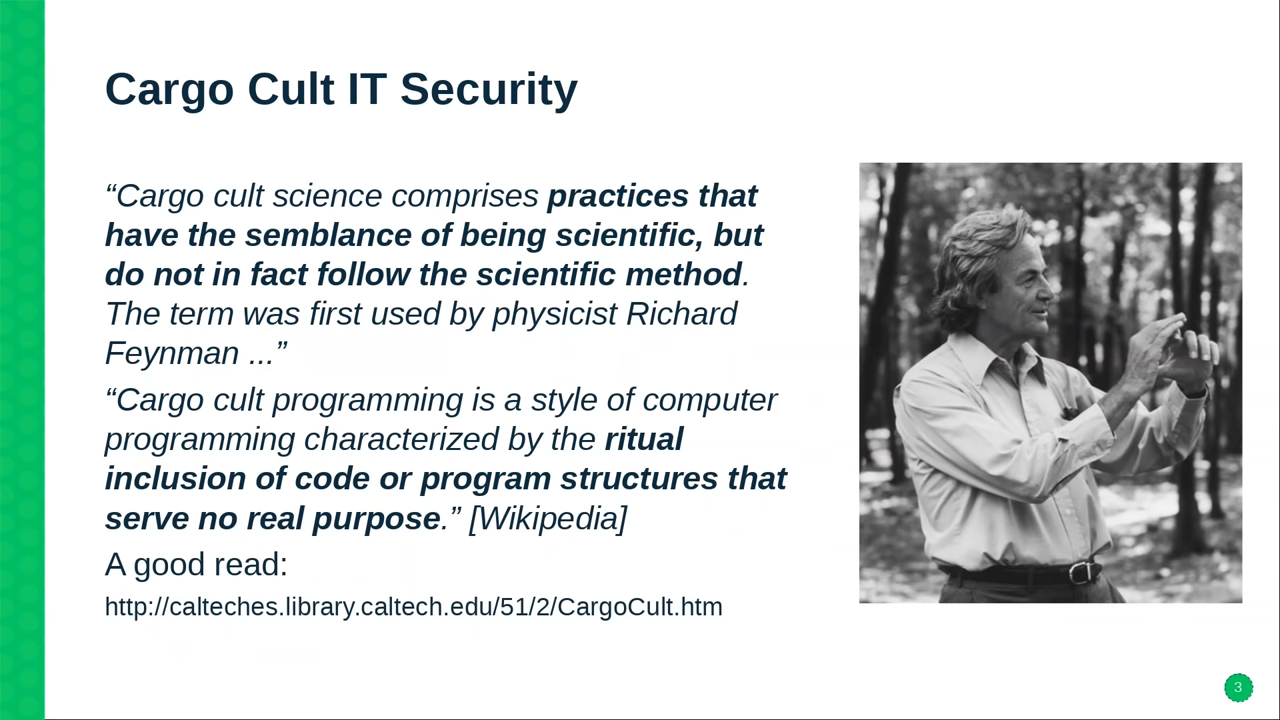 Cargo Cult IT Security
“Cargo cult science comprises practices that
have the semblance of being scientific, but
do not in fact follow the scientific method.
The term was first used by physicist Richard
Feynman ...”
“Cargo cult programming is a style of computer
programming characterized by the ritual
inclusion of code or program structures that
serve no real purpose.” [Wikipedia]
A good read:
http://calteches.library.caltech.edu/51/2/CargoCult.htm
3